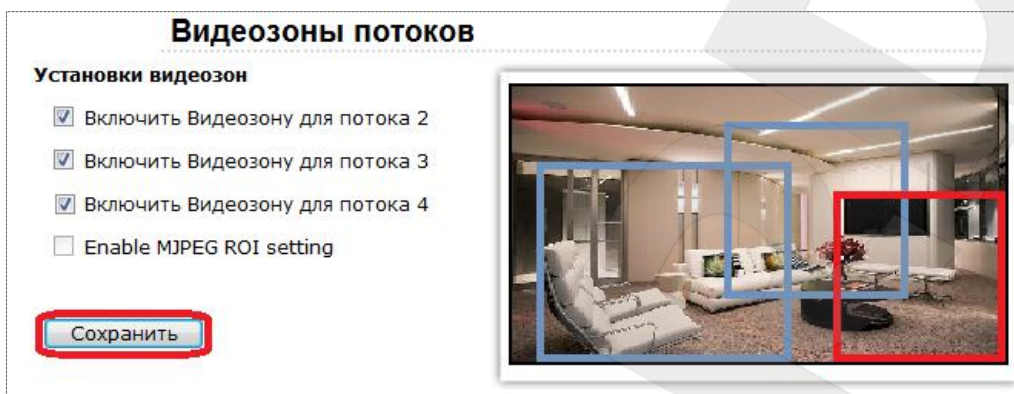 Видеозоны потоков
Установки видеозон
Включить Видеозону для потока 2
Включить Видеозону для потока 3
Включить Видеозону для потока 4
Enable MJPEG ROI setting
Сохранить